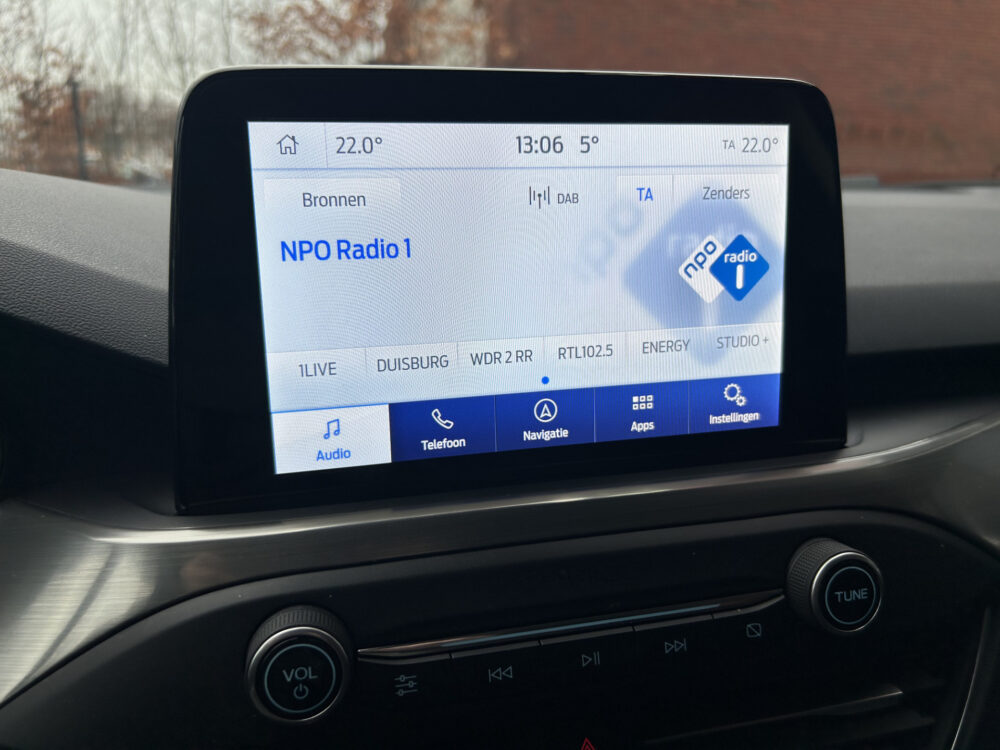 22.0° 13:06 5° TA 22.0°
Bronnen DAB TA Zenders
NPO Radio 1
npo radio 1
1LIVE DUISBURG WDR 2 RR RTL102.5 ENERGY STUDIO +
Audio Telefoon Navigatie Apps Instellingen
VOL TUNE